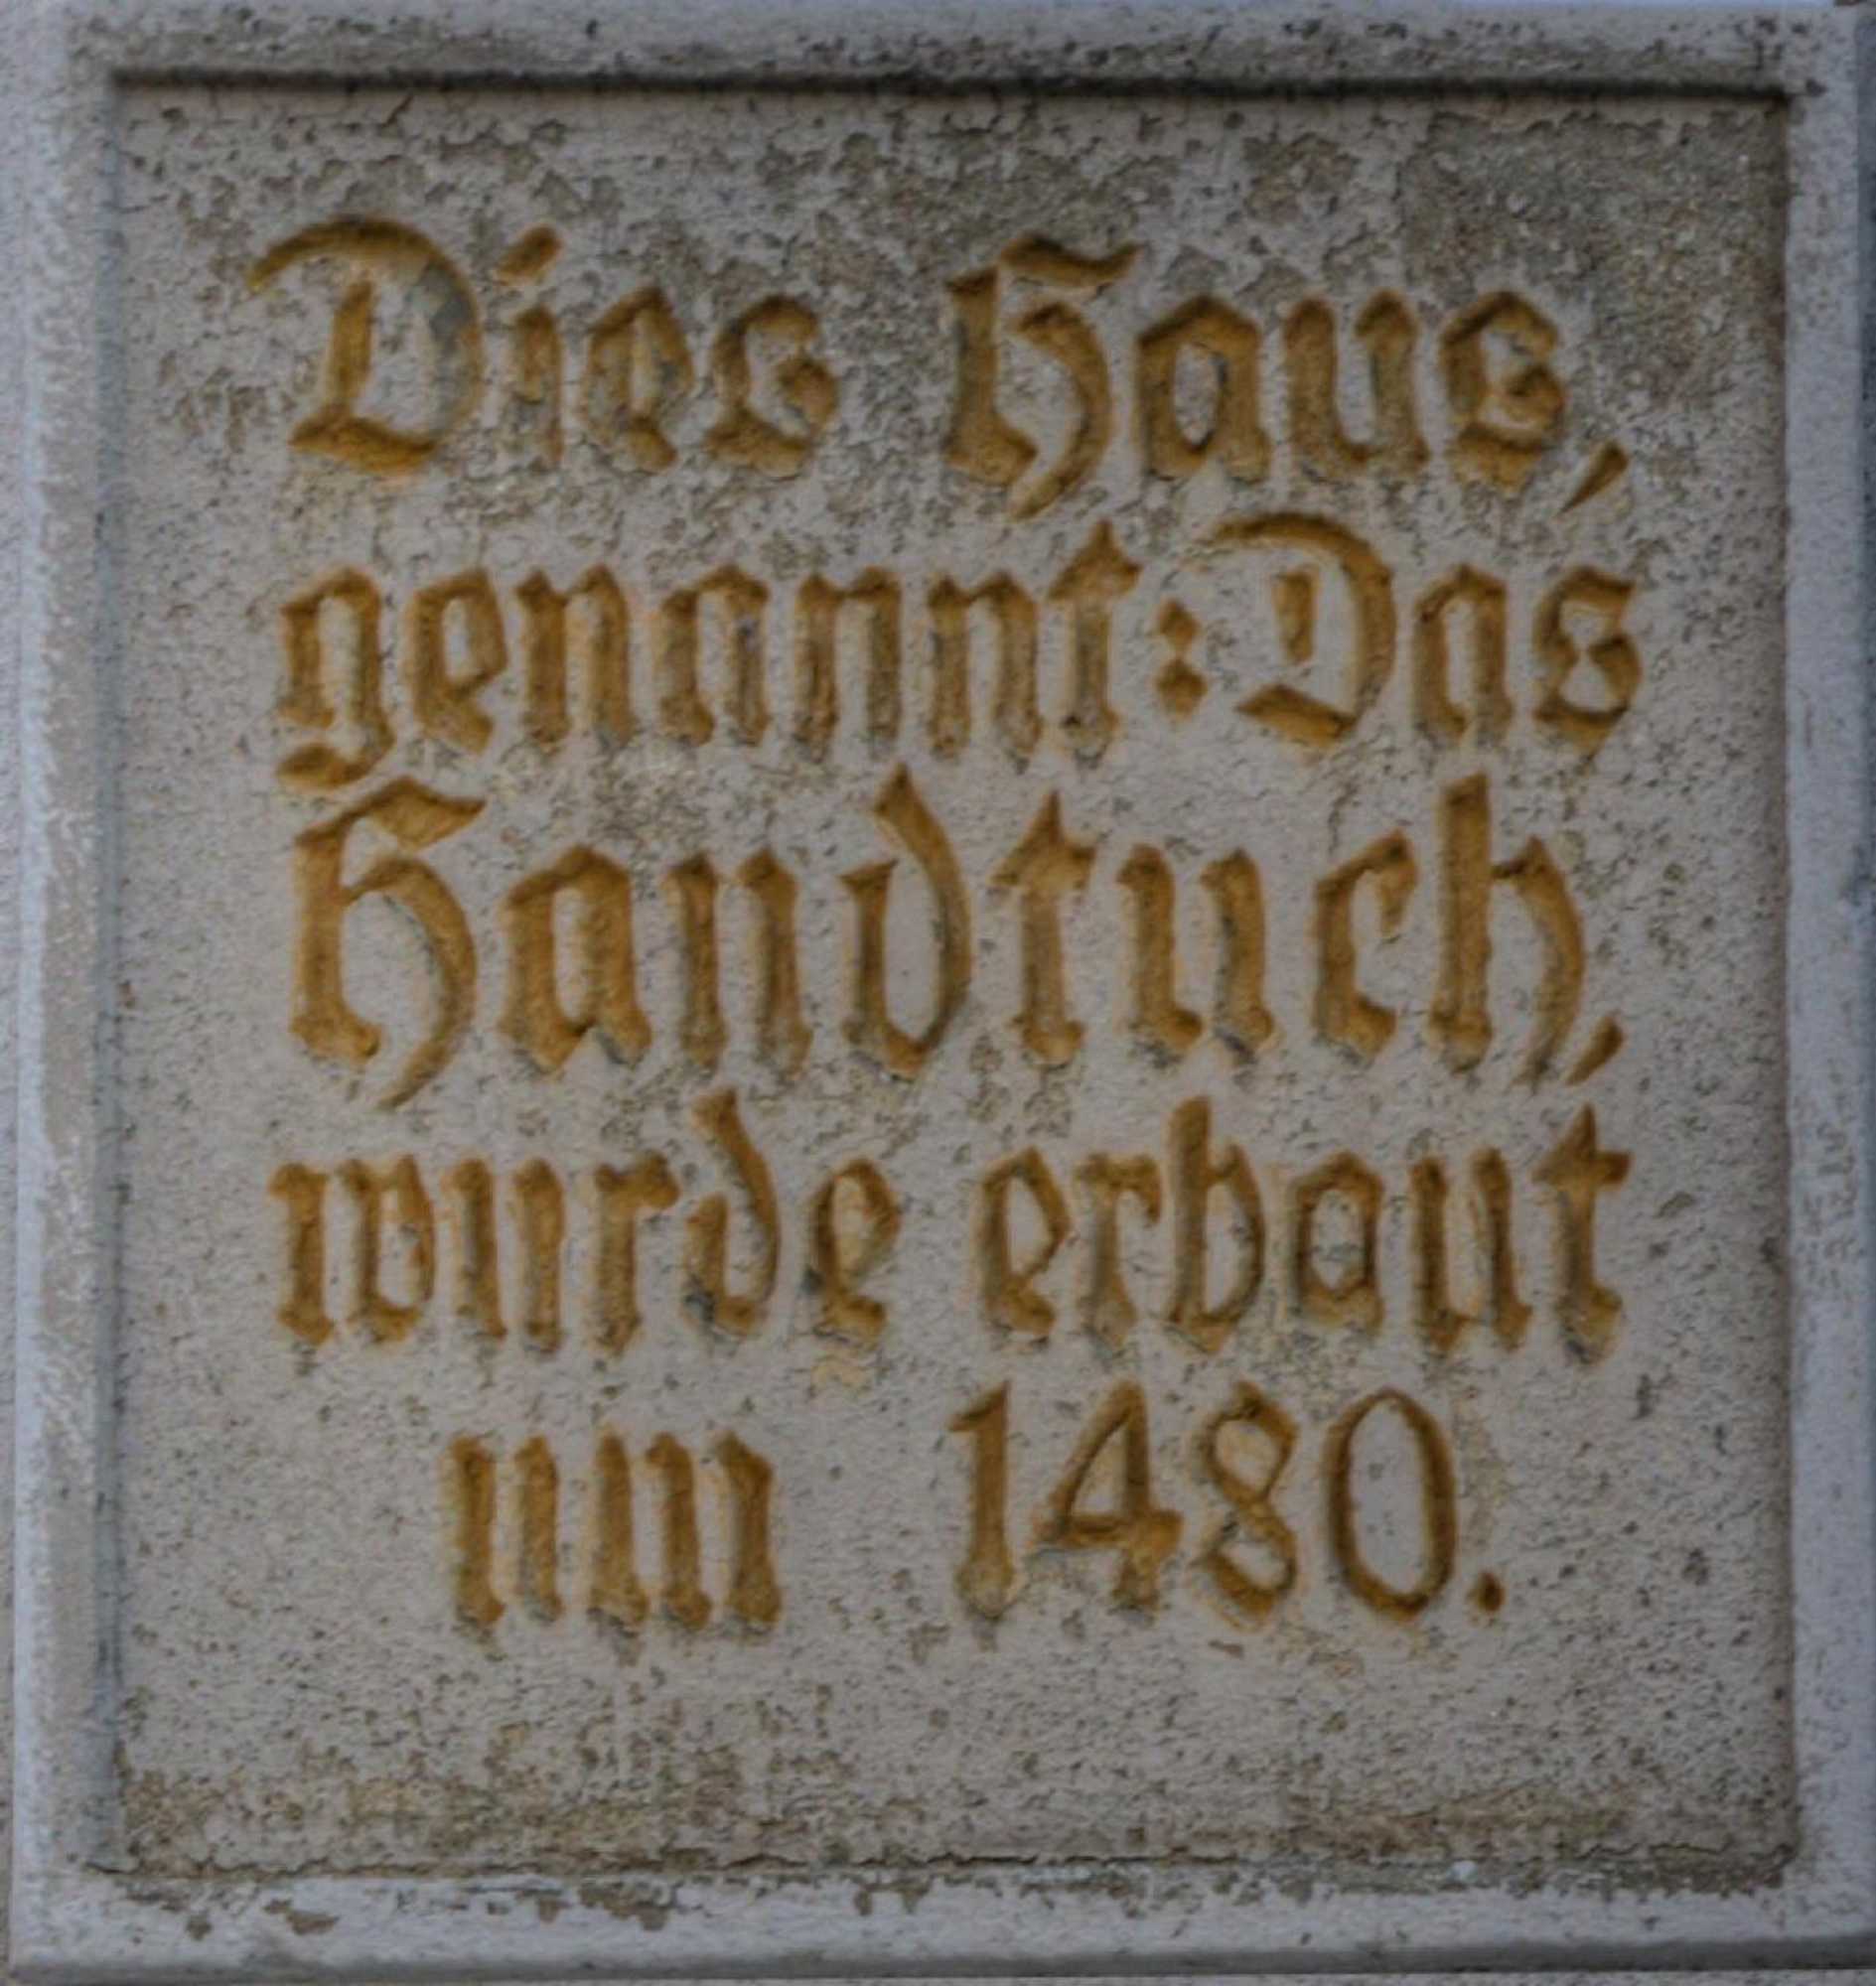 Dies Haus,
genannt: Das
Handtuch,
wurde erbaut
um 1480.